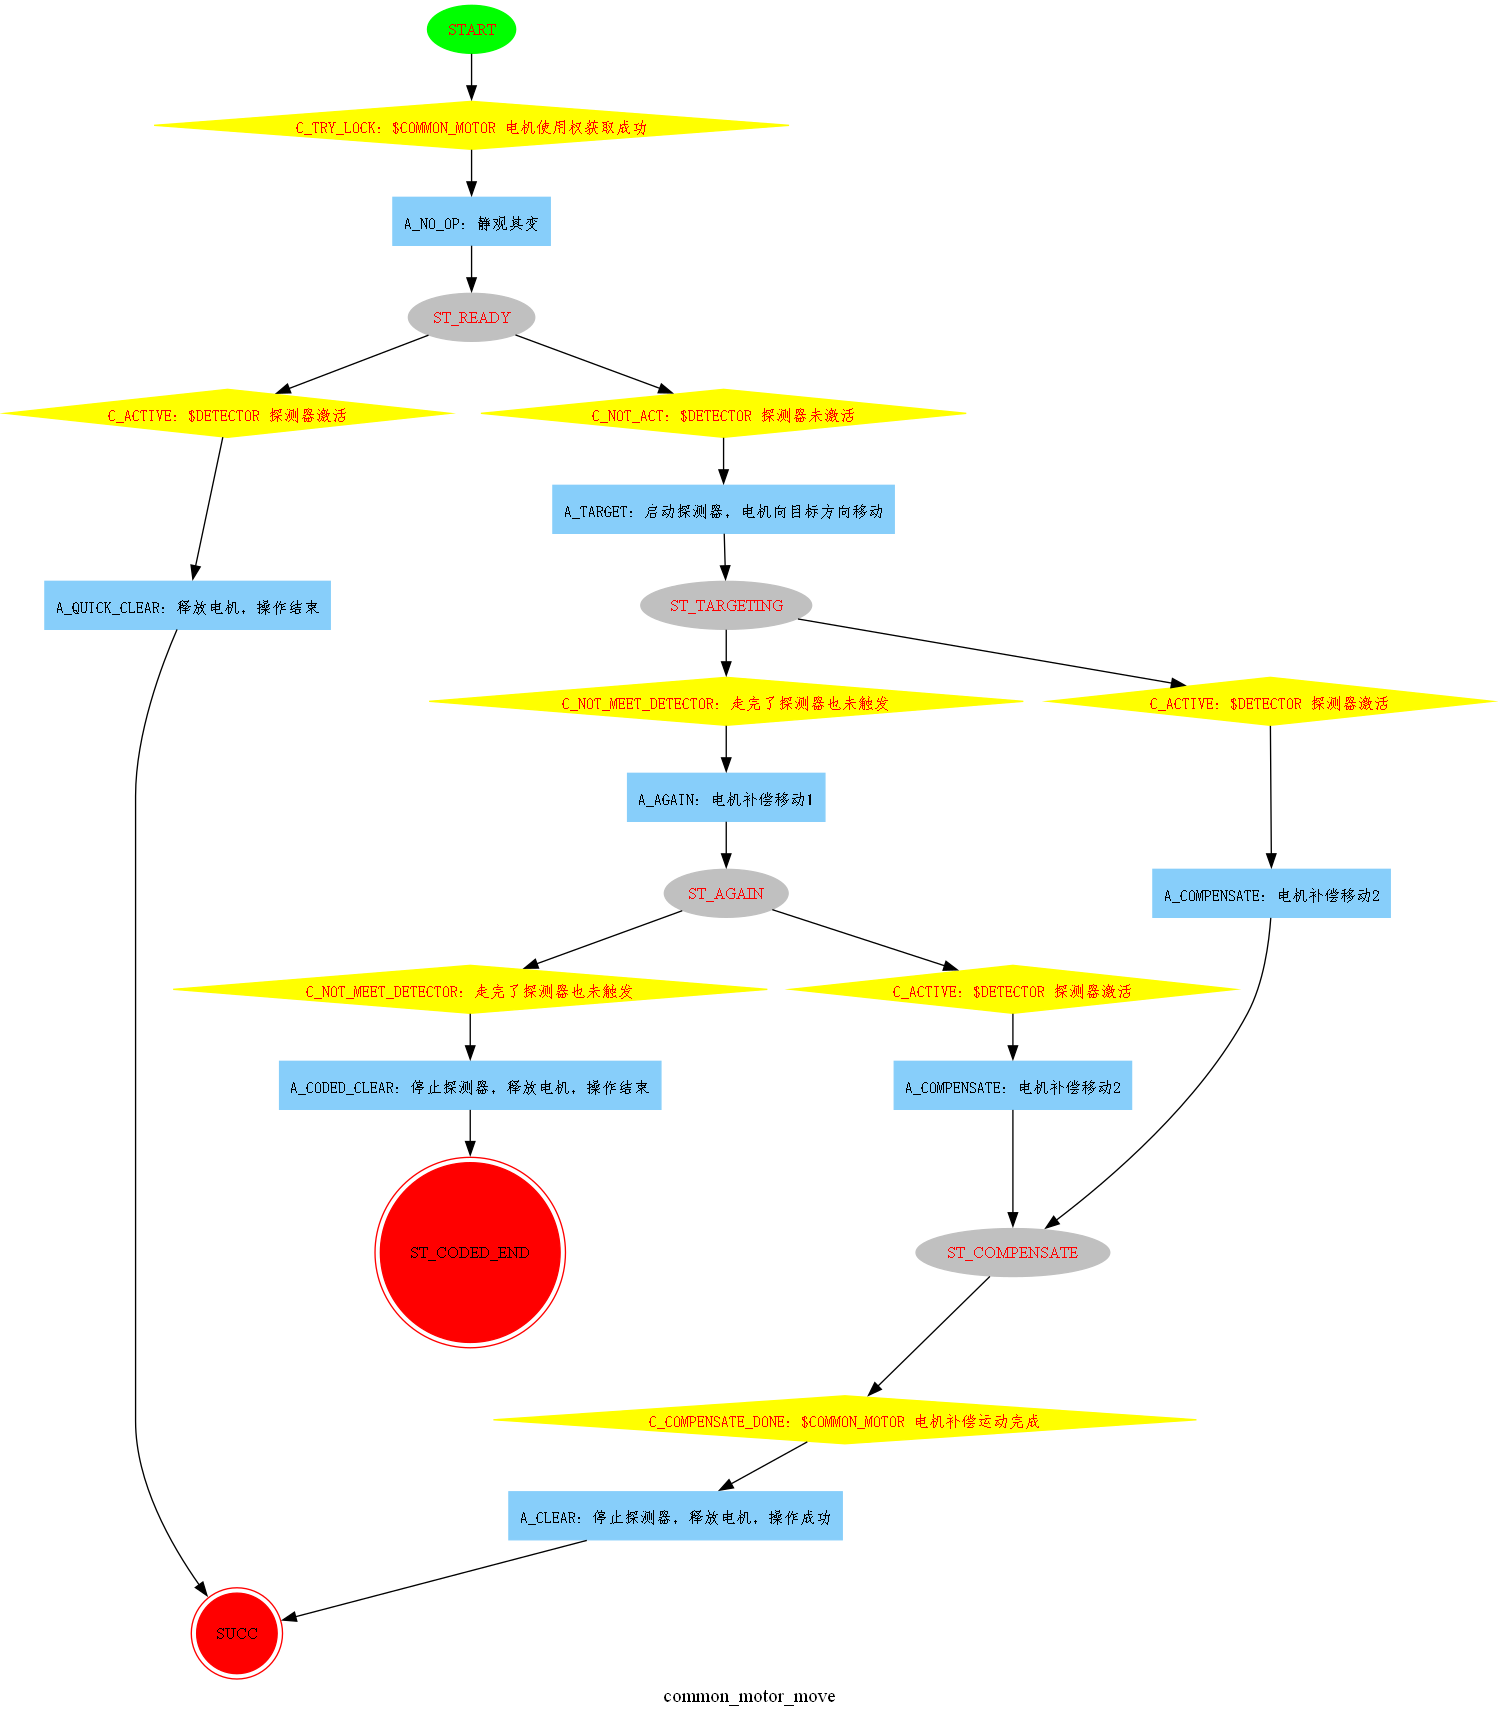 START
C_TRY_LOCK: $COMMON_MOTOR 电机使用权获取成功
A_NO_OP: 静观其变
ST_READY
C_ACTIVE: $DETECTOR 探测器激活
C_NOT_ACT: $DETECTOR 探测器未激活
A_TARGET: 启动探测器，电机向目标方向移动
A_QUICK_CLEAR: 释放电机，操作结束
ST_TARGETING
C_NOT_MEET_DETECTOR: 走完了探测器也未触发
C_ACTIVE: $DETECTOR 探测器激活
A_AGAIN: 电机补偿移动1
ST_AGAIN
A_COMPENSATE: 电机补偿移动2
C_NOT_MEET_DETECTOR: 走完了探测器也未触发
C_ACTIVE: $DETECTOR 探测器激活
A_CODED_CLEAR: 停止探测器，释放电机，操作结束
A_COMPENSATE: 电机补偿移动2
ST_CODED_END
ST_COMPENSATE
C_COMPENSATE_DONE: $COMMON_MOTOR 电机补偿运动完成
A_CLEAR: 停止探测器，释放电机，操作成功
SUCC
common_motor_move